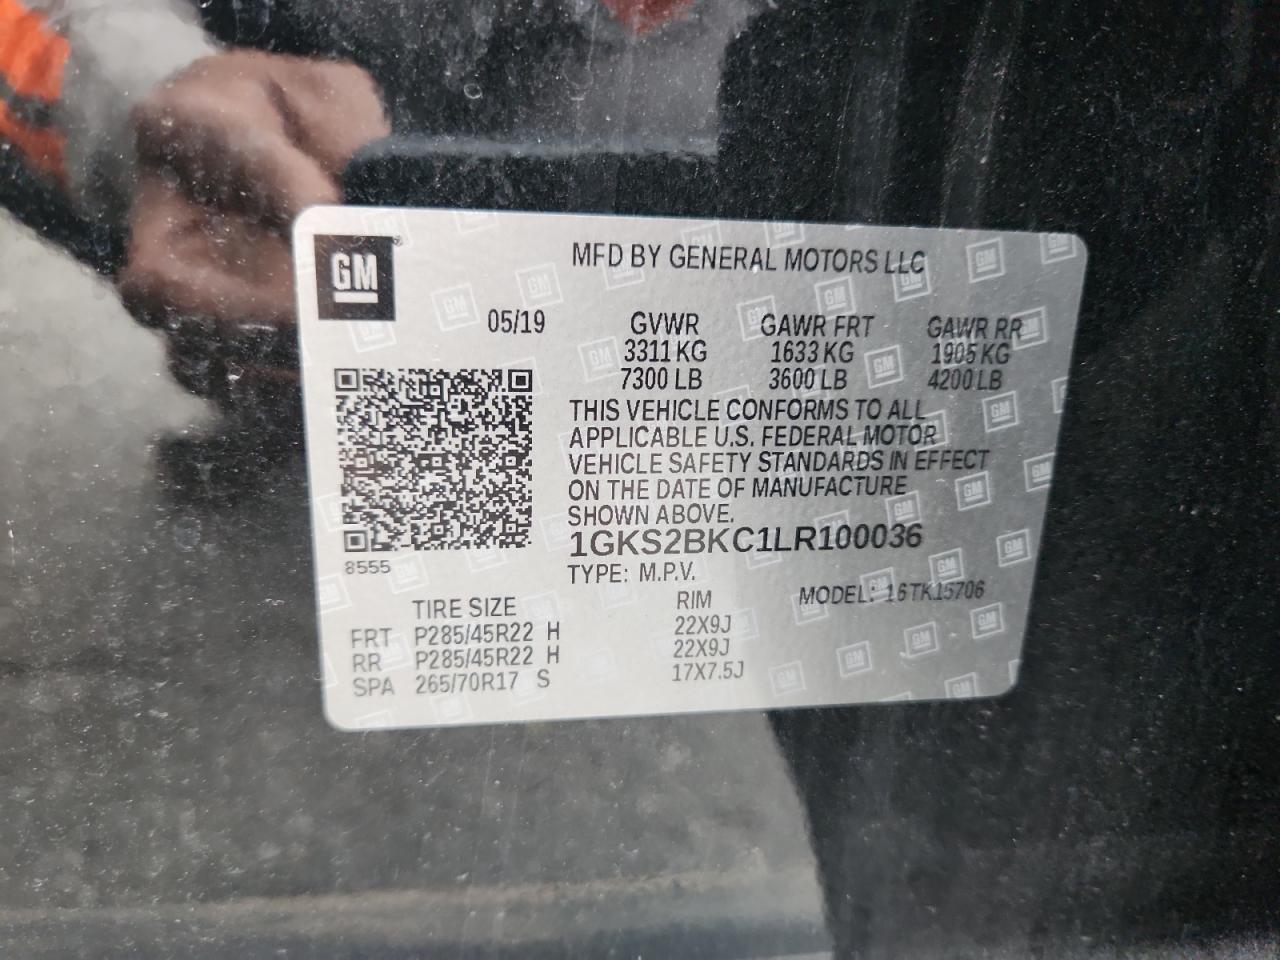 GM
MFD BY GENERAL MOTORS LLC
05/19 GVWR GAWR FRT GAWR RR
3311 KG 1633 KG 1905 KG
7300 LB 3600 LB 4200 LB
THIS VEHICLE CONFORMS TO ALL
APPLICABLE U.S. FEDERAL MOTOR
VEHICLE SAFETY STANDARDS IN EFFECT
ON THE DATE OF MANUFACTURE
SHOWN ABOVE.
1GKS2BKC1LR100036
8555
TYPE: M.P.V. MODEL: 16TK15706
TIRE SIZE RIM
FRT P285/45R22 H 22X9J
RR P285/45R22 H 22X9J
SPA 265/70R17 S 17X7.5J